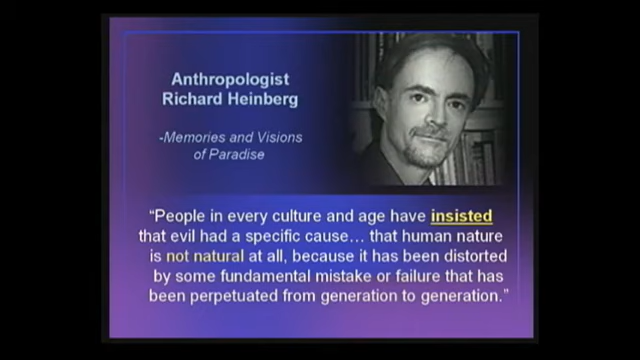 Anthropologist
Richard Heinberg
-Memories and Visions
of Paradise
“People in every culture and age have insisted
that evil had a specific cause… that human nature
is not natural at all, because it has been distorted
by some fundamental mistake or failure that has
been perpetuated from generation to generation.”